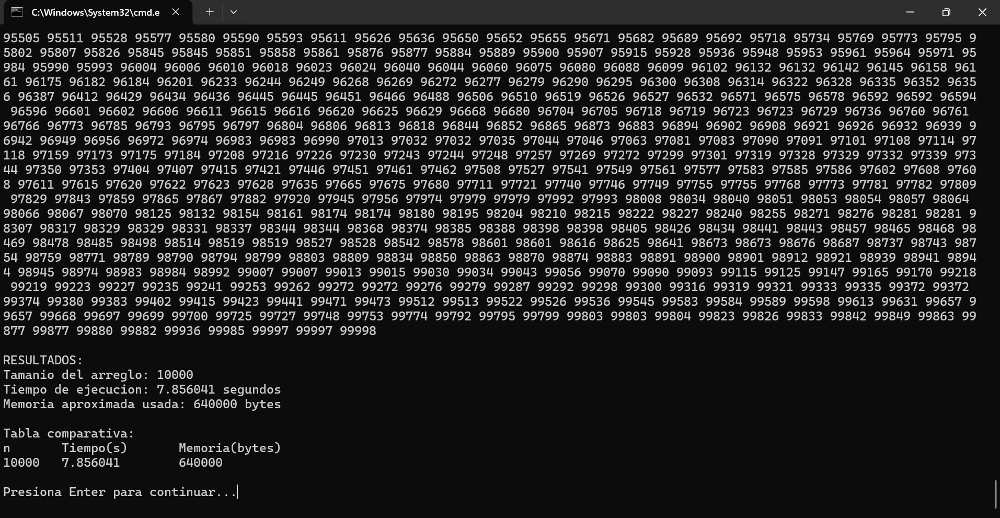 C:\Windows\System32\cmd.e
95505 95511 95528 95577 95580 95590 95593 95611 95626 95636 95650 95652 95655 95671 95682 95689 95692 95718 95734 95769 95773 95795 9
5802 95807 95826 95845 95845 95851 95858 95861 95876 95877 95884 95889 95900 95907 95915 95928 95936 95948 95953 95961 95964 95971 95
984 95990 95993 96004 96006 96010 96018 96023 96024 96040 96044 96060 96075 96080 96088 96099 96102 96132 96132 96142 96145 96158 961
61 96175 96182 96184 96201 96233 96244 96249 96268 96269 96272 96277 96279 96290 96295 96300 96308 96314 96322 96328 96335 96352 9635
6 96387 96412 96429 96434 96436 96445 96445 96451 96466 96488 96506 96510 96519 96526 96527 96532 96571 96575 96578 96592 96592 96594
 96596 96601 96602 96606 96611 96615 96616 96620 96625 96629 96668 96680 96704 96705 96718 96719 96723 96723 96729 96736 96760 96761
96766 96773 96785 96793 96795 96797 96804 96806 96813 96818 96844 96852 96865 96873 96883 96894 96902 96908 96921 96926 96932 96939 9
6942 96949 96956 96972 96974 96983 96983 96990 97013 97032 97032 97035 97044 97046 97063 97081 97083 97090 97091 97101 97108 97114 97
118 97159 97173 97175 97184 97208 97216 97226 97230 97243 97244 97248 97257 97269 97272 97299 97301 97319 97328 97329 97332 97339 973
44 97350 97353 97404 97407 97415 97421 97446 97451 97461 97462 97508 97527 97541 97549 97561 97577 97583 97585 97586 97602 97608 9760
8 97611 97615 97620 97622 97623 97628 97635 97665 97675 97680 97711 97721 97740 97746 97749 97755 97755 97768 97773 97781 97782 97809
 97829 97843 97859 97865 97867 97882 97920 97945 97956 97974 97979 97979 97992 97993 98008 98034 98040 98051 98053 98054 98057 98064
98066 98067 98070 98125 98132 98154 98161 98174 98174 98180 98195 98204 98210 98215 98222 98227 98240 98255 98271 98276 98281 98281 9
8307 98317 98329 98329 98331 98337 98344 98344 98368 98374 98385 98388 98398 98398 98405 98426 98434 98441 98443 98457 98465 98468 98
469 98478 98485 98498 98514 98519 98519 98527 98528 98542 98578 98601 98601 98616 98625 98641 98673 98673 98676 98687 98737 98743 987
54 98759 98771 98789 98790 98794 98799 98803 98809 98834 98850 98863 98870 98874 98883 98891 98900 98901 98912 98921 98939 98941 9894
4 98945 98974 98983 98984 98992 99007 99007 99013 99015 99030 99034 99043 99056 99070 99090 99093 99115 99125 99147 99165 99170 99218
 99219 99223 99227 99235 99241 99253 99262 99272 99272 99276 99279 99287 99292 99298 99300 99316 99319 99321 99333 99335 99372 99372
99374 99380 99383 99402 99415 99423 99441 99471 99473 99512 99513 99522 99526 99536 99545 99583 99584 99589 99598 99613 99631 99657 9
9657 99668 99697 99699 99700 99725 99727 99748 99753 99774 99792 99795 99799 99803 99803 99804 99823 99826 99833 99842 99849 99863 99
877 99877 99880 99882 99936 99985 99997 99997 99998
RESULTADOS:
Tamanio del arreglo: 10000
Tiempo de ejecucion: 7.856041 segundos
Memoria aproximada usada: 640000 bytes
Tabla comparativa:
n Tiempo(s) Memoria(bytes)
10000 7.856041 640000
Presiona Enter para continuar...